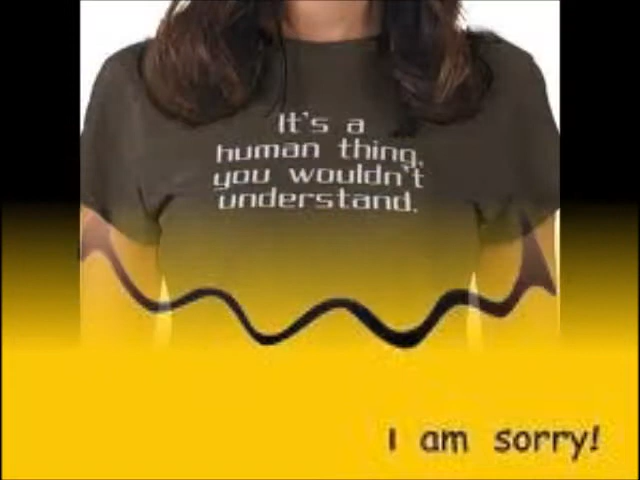 It's a
human thing,
you wouldn't
understand.
I am sorry!